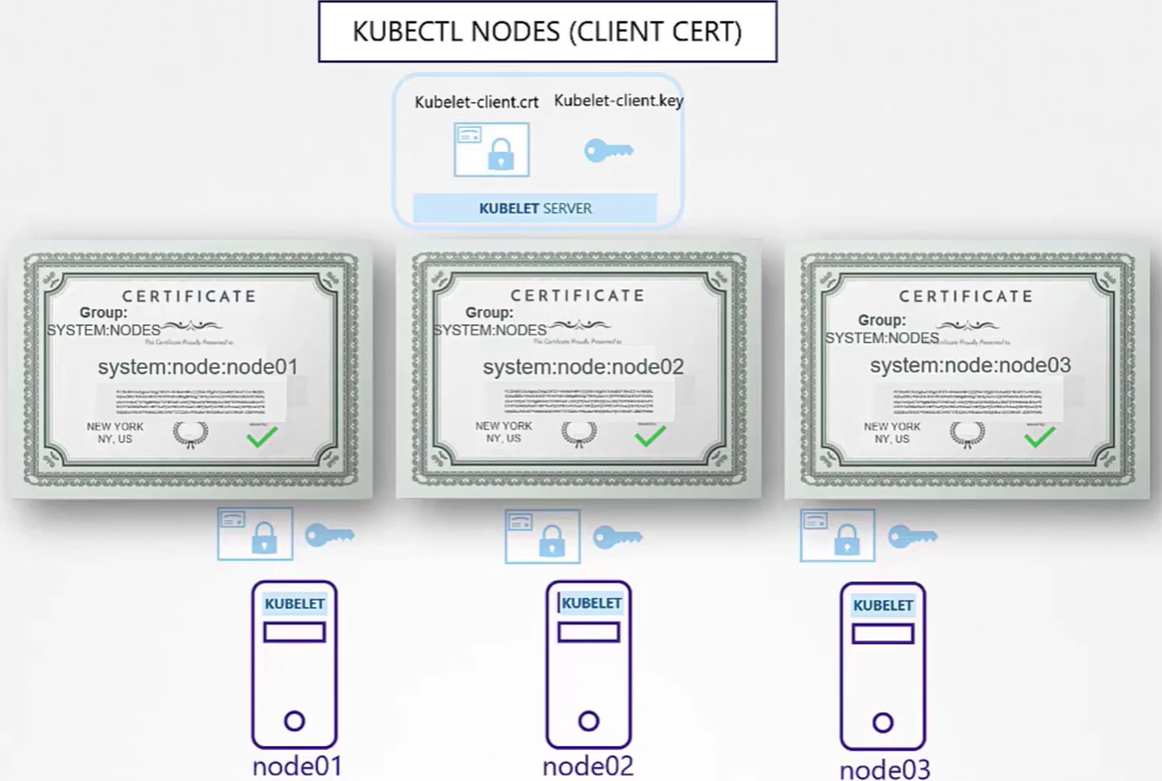 KUBECTL NODES (CLIENT CERT)
Kubelet-client.crt Kubelet-client.key
KUBELET SERVER
CERTIFICATE
Group:
SYSTEM:NODES
The Certificate Proudly Presented to
system:node:node01
NEW YORK
NY, US
CERTIFICATE
Group:
SYSTEM:NODES
The Certificate Proudly Presented to
system:node:node02
NEW YORK
NY, US
CERTIFICATE
Group:
SYSTEM:NODES
Certificate Proudly Presented to
system:node:node03
NEW YORK
NY, US
KUBELET
node01
KUBELET
node02
KUBELET
node03